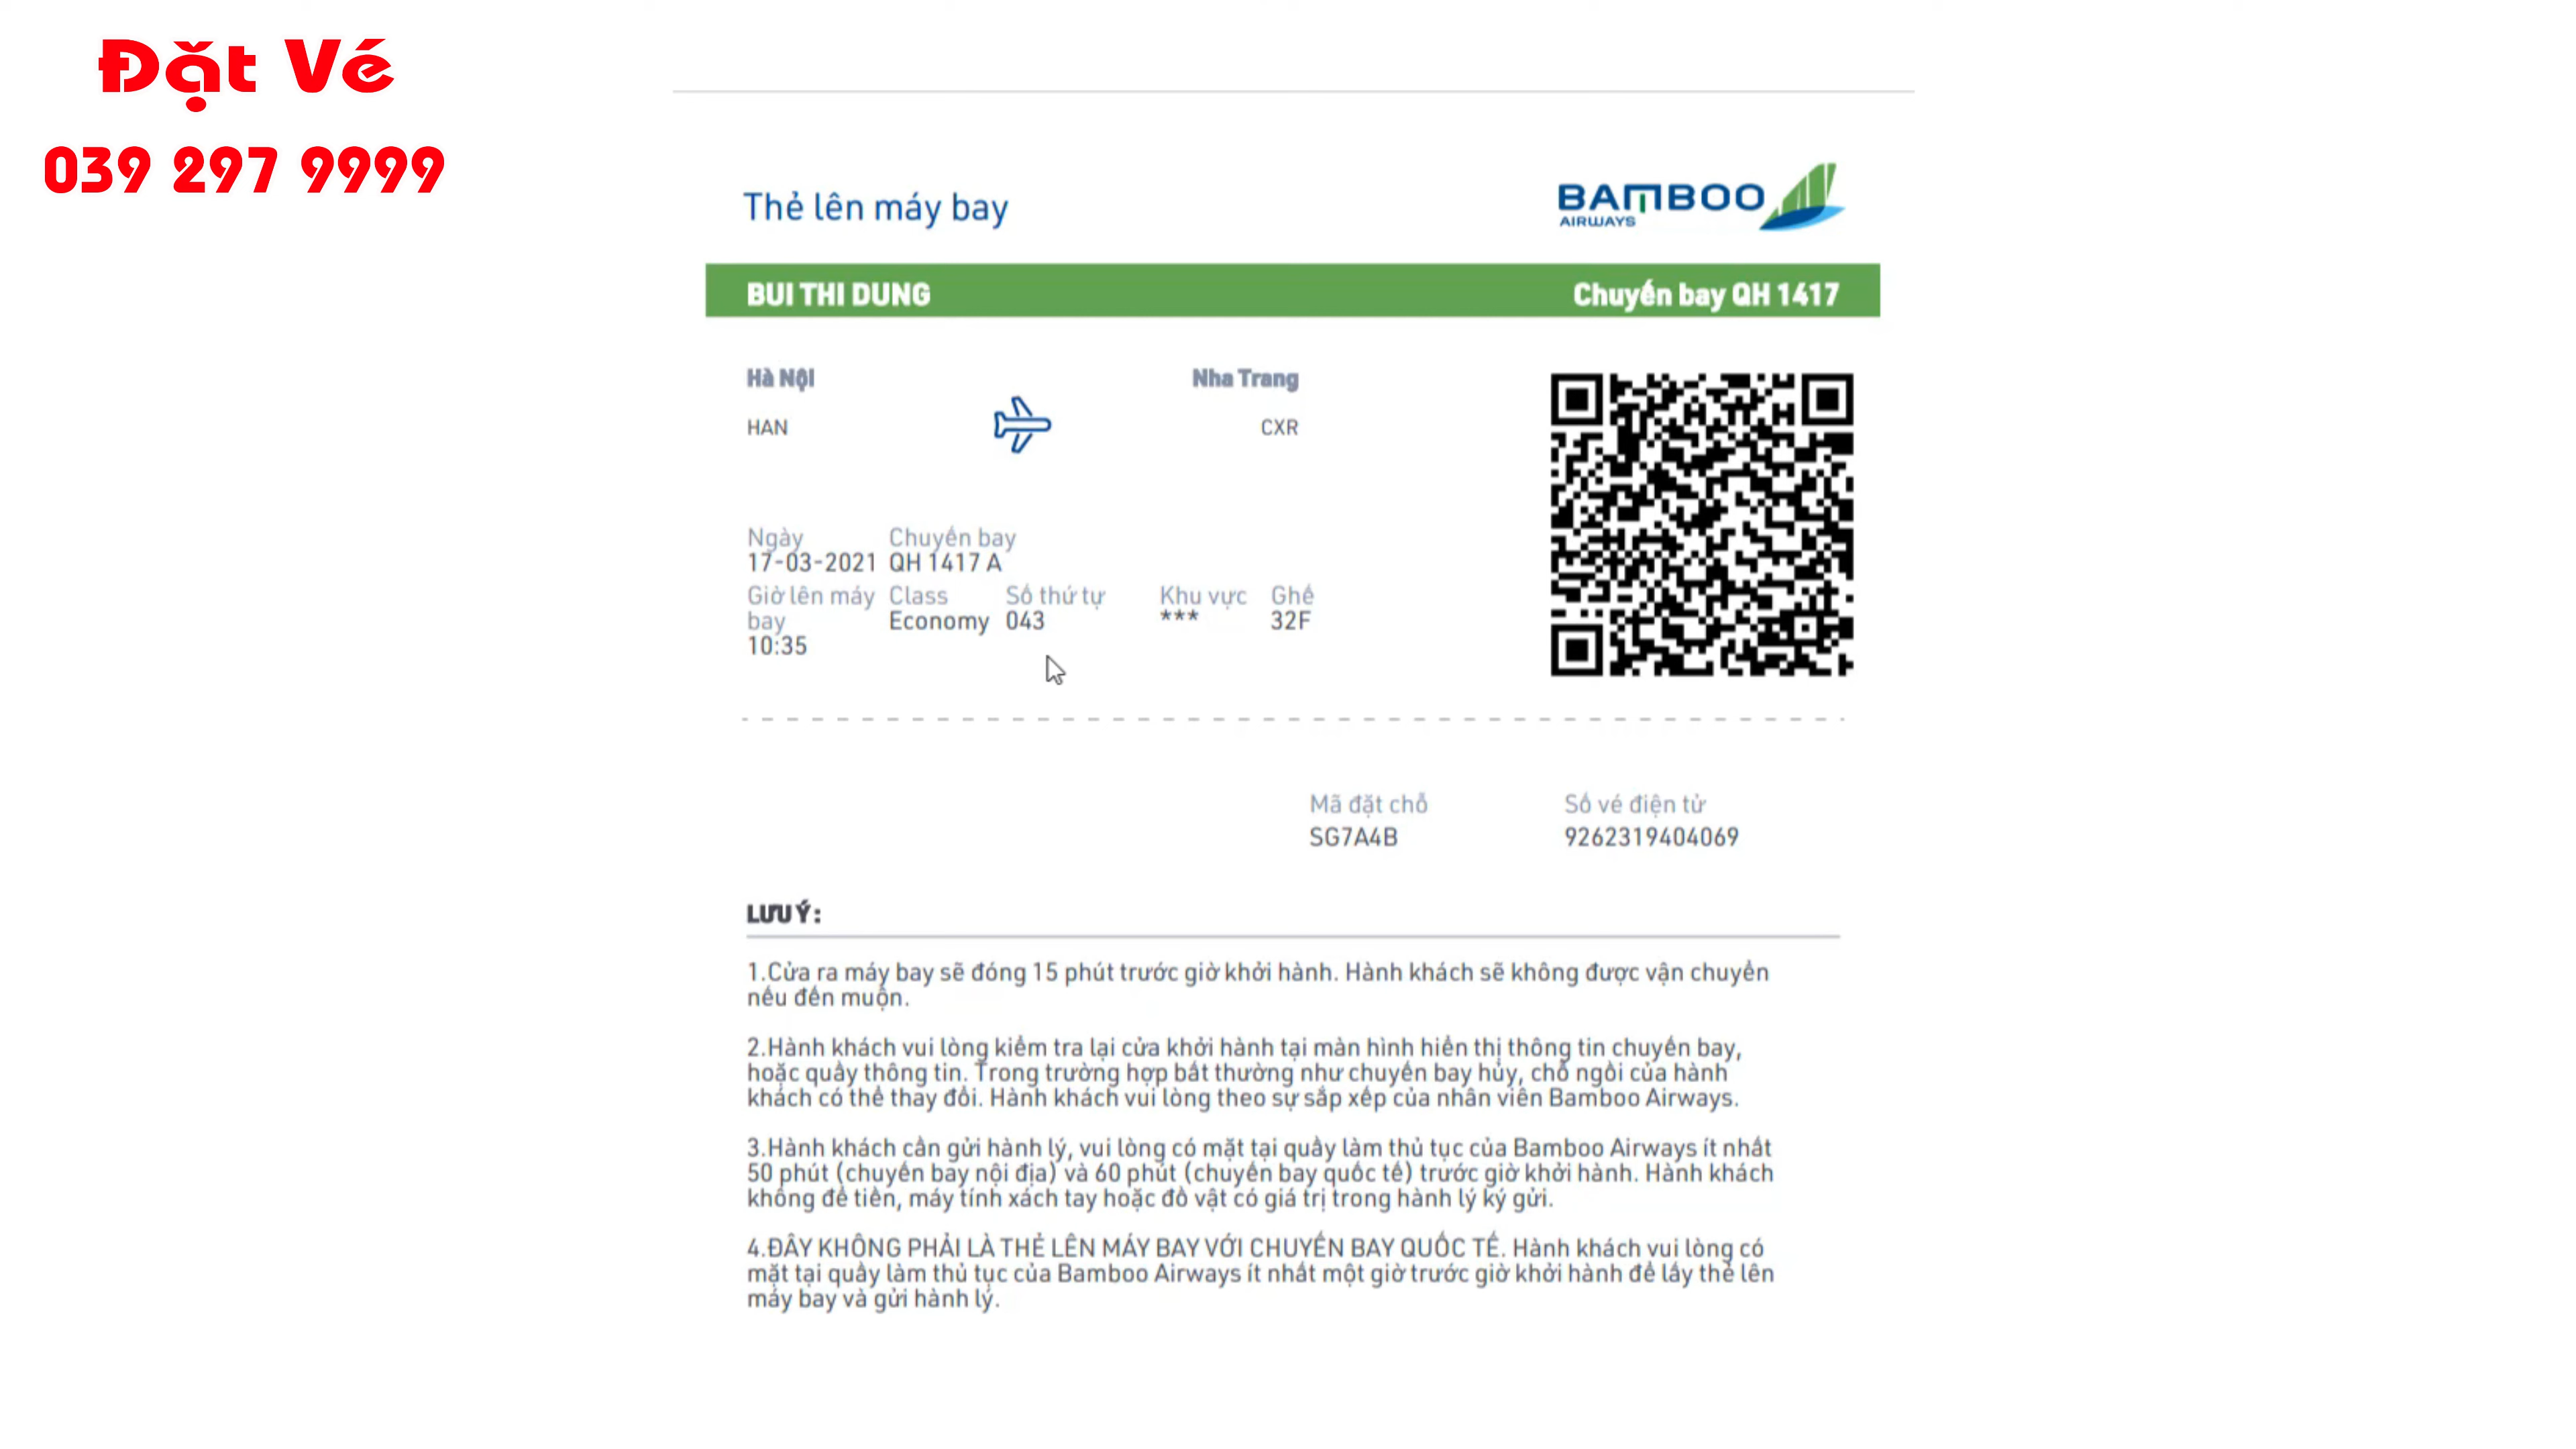 Đặt Vé
039 297 9999
Thẻ lên máy bay
BAMBOO
AIRWAYS
BUI THI DUNG
Chuyến bay QH 1417
Hà Nội
Nha Trang
HAN
CXR
Ngày
Chuyến bay
17-03-2021
QH 1417 A
Giờ lên máy
Class
Số thứ tự
Khu vực
Ghế
bay
Economy
043
***
32F
10:35
Mã đặt chỗ
Số vé điện tử
SG7A4B
9262319404069
LƯU Ý:
1.Cửa ra máy bay sẽ đóng 15 phút trước giờ khởi hành. Hành khách sẽ không được vận chuyển
nếu đến muộn.
2.Hành khách vui lòng kiểm tra lại cửa khởi hành tại màn hình hiển thị thông tin chuyến bay,
hoặc quầy thông tin. Trong trường hợp bất thường như chuyến bay hủy, chỗ ngồi của hành
khách có thể thay đổi. Hành khách vui lòng theo sự sắp xếp của nhân viên Bamboo Airways.
3.Hành khách cần gửi hành lý, vui lòng có mặt tại quầy làm thủ tục của Bamboo Airways ít nhất
50 phút (chuyến bay nội địa) và 60 phút (chuyến bay quốc tế) trước giờ khởi hành. Hành khách
không để tiền, máy tính xách tay hoặc đồ vật có giá trị trong hành lý ký gửi.
4.ĐÂY KHÔNG PHẢI LÀ THẺ LÊN MÁY BAY VỚI CHUYẾN BAY QUỐC TẾ. Hành khách vui lòng có
mặt tại quầy làm thủ tục của Bamboo Airways ít nhất một giờ trước giờ khởi hành để lấy thẻ lên
máy bay và gửi hành lý.